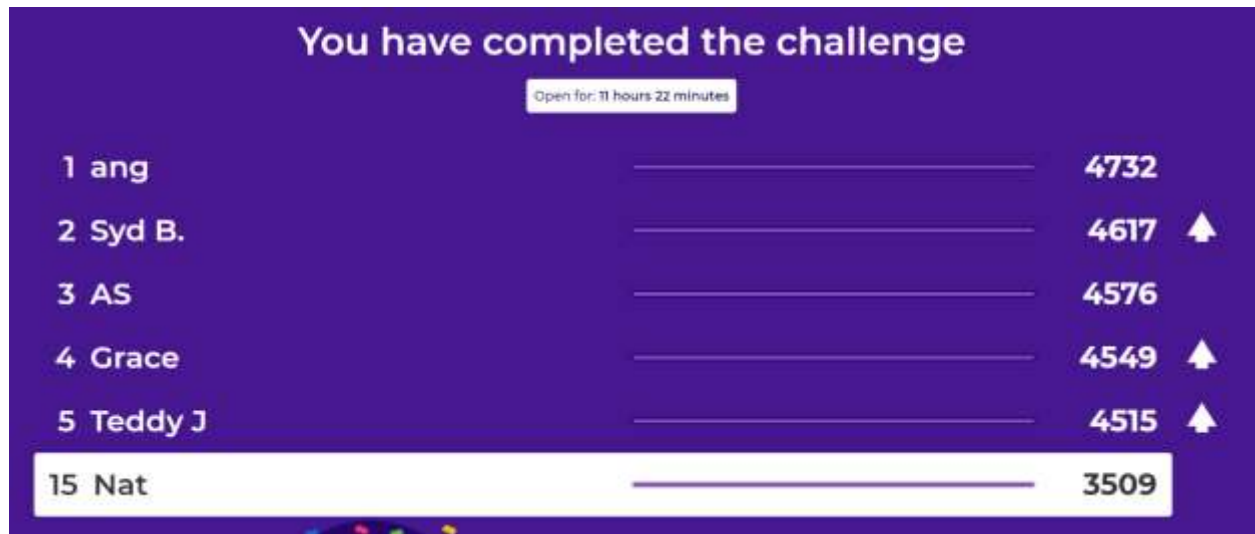 You have completed the challenge
Open for: 11 hours 22 minutes
1 ang 4732
2 Syd B. 4617
3 AS 4576
4 Grace 4549
5 Teddy J 4515
15 Nat 3509